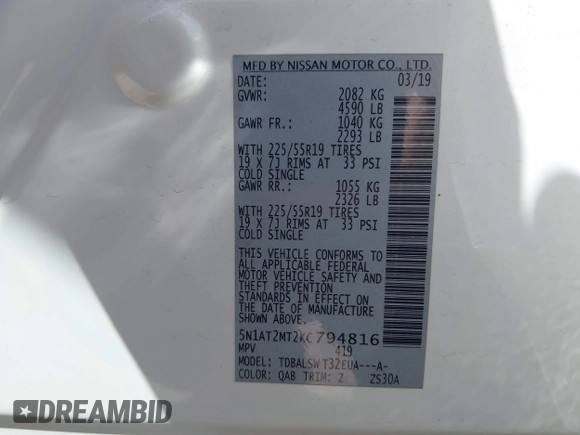 MFD BY NISSAN MOTOR CO., LTD.
DATE: 03/19
GVWR: 2082 KG
4590 LB
GAWR FR.: 1040 KG
2293 LB
WITH 225/55R19 TIRES
19 X 7J RIMS AT 33 PSI
COLD SINGLE
GAWR RR.: 1055 KG
2326 LB
WITH 225/55R19 TIRES
19 X 7J RIMS AT 33 PSI
COLD SINGLE
THIS VEHICLE CONFORMS TO
ALL APPLICABLE FEDERAL
MOTOR VEHICLE SAFETY AND
THEFT PREVENTION
STANDARDS IN EFFECT ON
THE DATE OF MANUFACTURE
SHOWN ABOVE.
5N1AT2MT2KC794816
MPV 419
MODEL: TDBALSWT32EUA---A-
COLOR: QAB TRIM: Z ZS30A
DREAMBID
dreambid.com